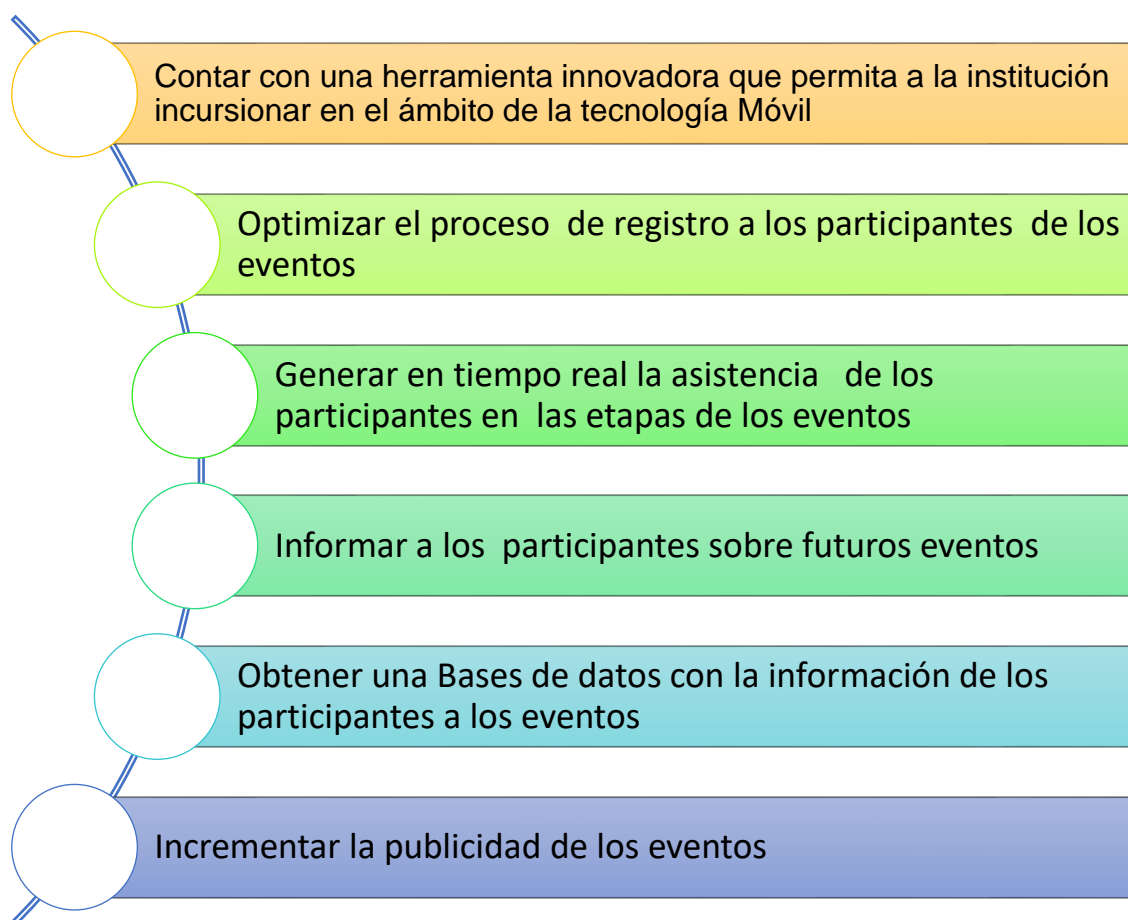 Contar con una herramienta innovadora que permita a la institución
incursionar en el ámbito de la tecnología Móvil
Optimizar el proceso de registro a los participantes de los
eventos
Generar en tiempo real la asistencia de los
participantes en las etapas de los eventos
Informar a los participantes sobre futuros eventos
Obtener una Bases de datos con la información de los
participantes a los eventos
Incrementar la publicidad de los eventos